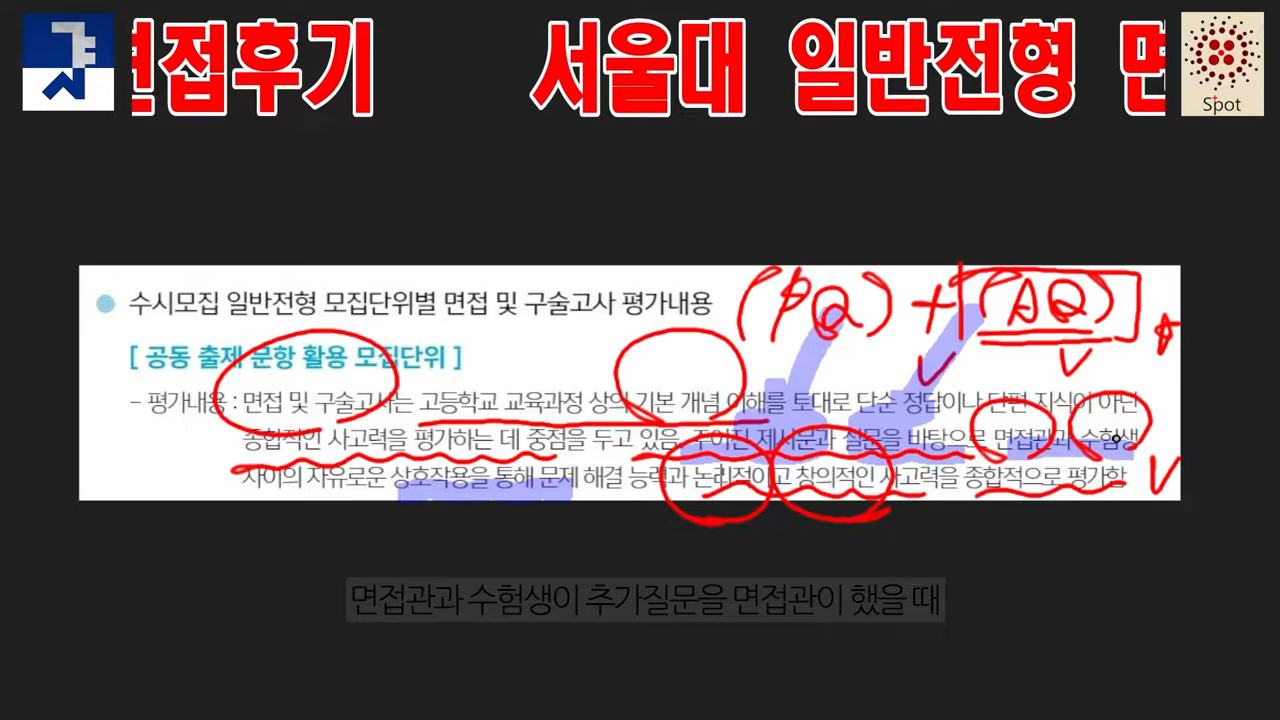 면접후기 서울대 일반전형 면
Spot
수시모집 일반전형 모집단위별 면접 및 구술고사 평가내용
(PQ) + [(AQ)]
[ 공동 출제 문항 활용 모집단위 ]
– 평가내용 : 면접 및 구술고사는 고등학교 교육과정 상의 기본 개념 이해를 토대로 단순 정답이나 단편 지식이 아닌
종합적인 사고력을 평가하는 데 중점을 두고 있음. 주어진 제시문과 질문을 바탕으로 면접관과 수험생
사이의 자유로운 상호작용을 통해 문제 해결 능력과 논리적이고 창의적인 사고력을 종합적으로 평가함
면접관과 수험생이 추가질문을 면접관이 했을 때